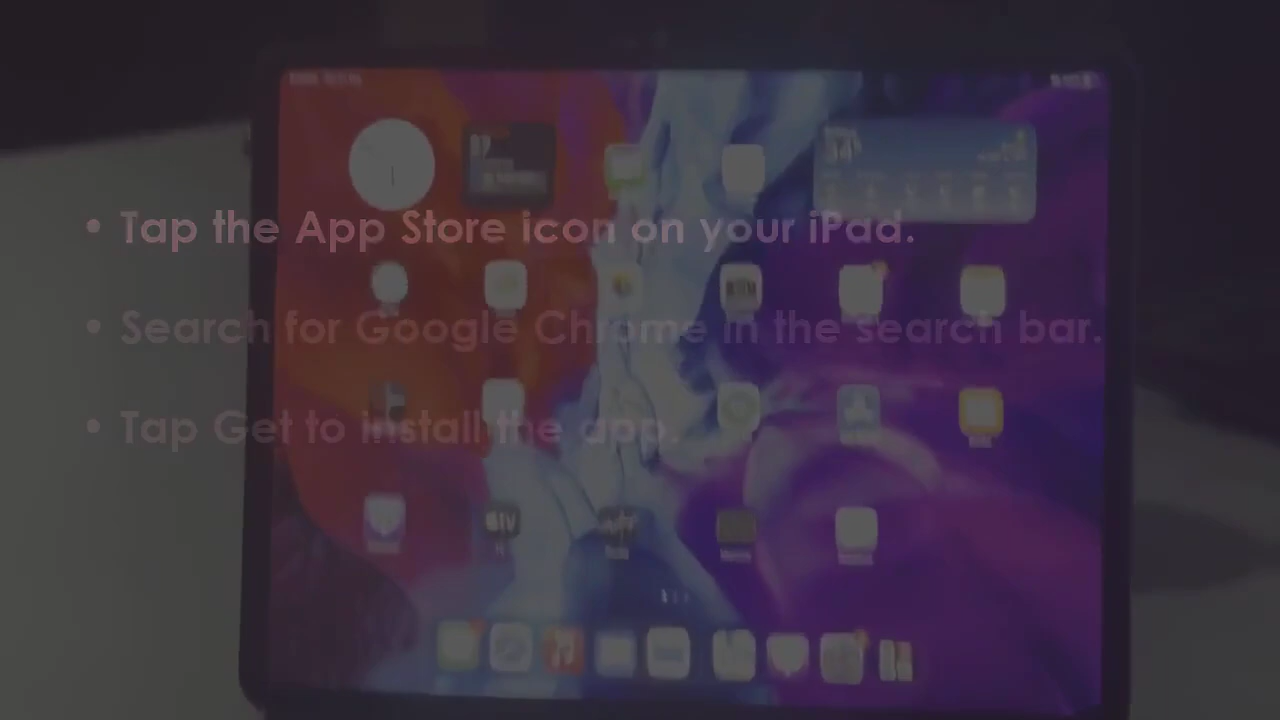 • Tap the App Store icon on your iPad.
• Search for Google Chrome in the search bar.
• Tap Get to install the app.